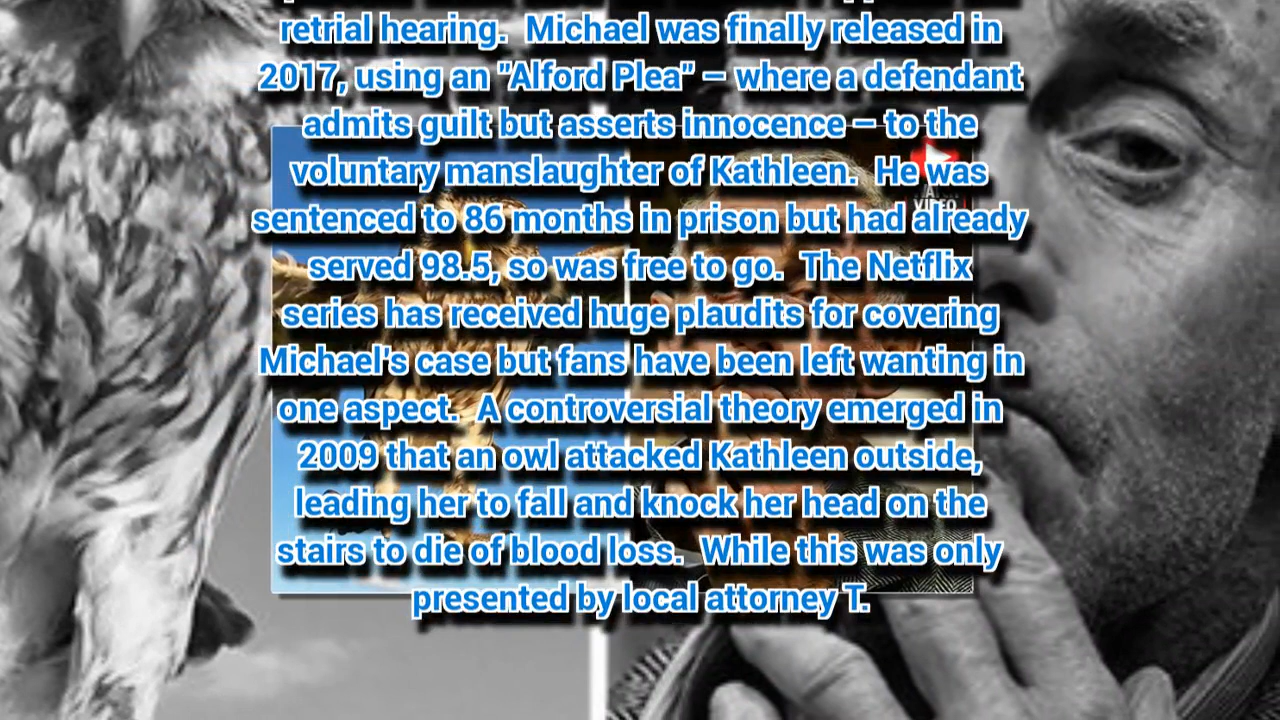 retrial hearing. Michael was finally released in
2017, using an "Alford Plea" – where a defendant
admits guilt but asserts innocence – to the
voluntary manslaughter of Kathleen. He was
VIDEO
sentenced to 86 months in prison but had already
served 98.5, so was free to go. The Netflix
series has received huge plaudits for covering
Michael's case but fans have been left wanting in
one aspect. A controversial theory emerged in
2009 that an owl attacked Kathleen outside,
leading her to fall and knock her head on the
stairs to die of blood loss. While this was only
presented by local attorney T.